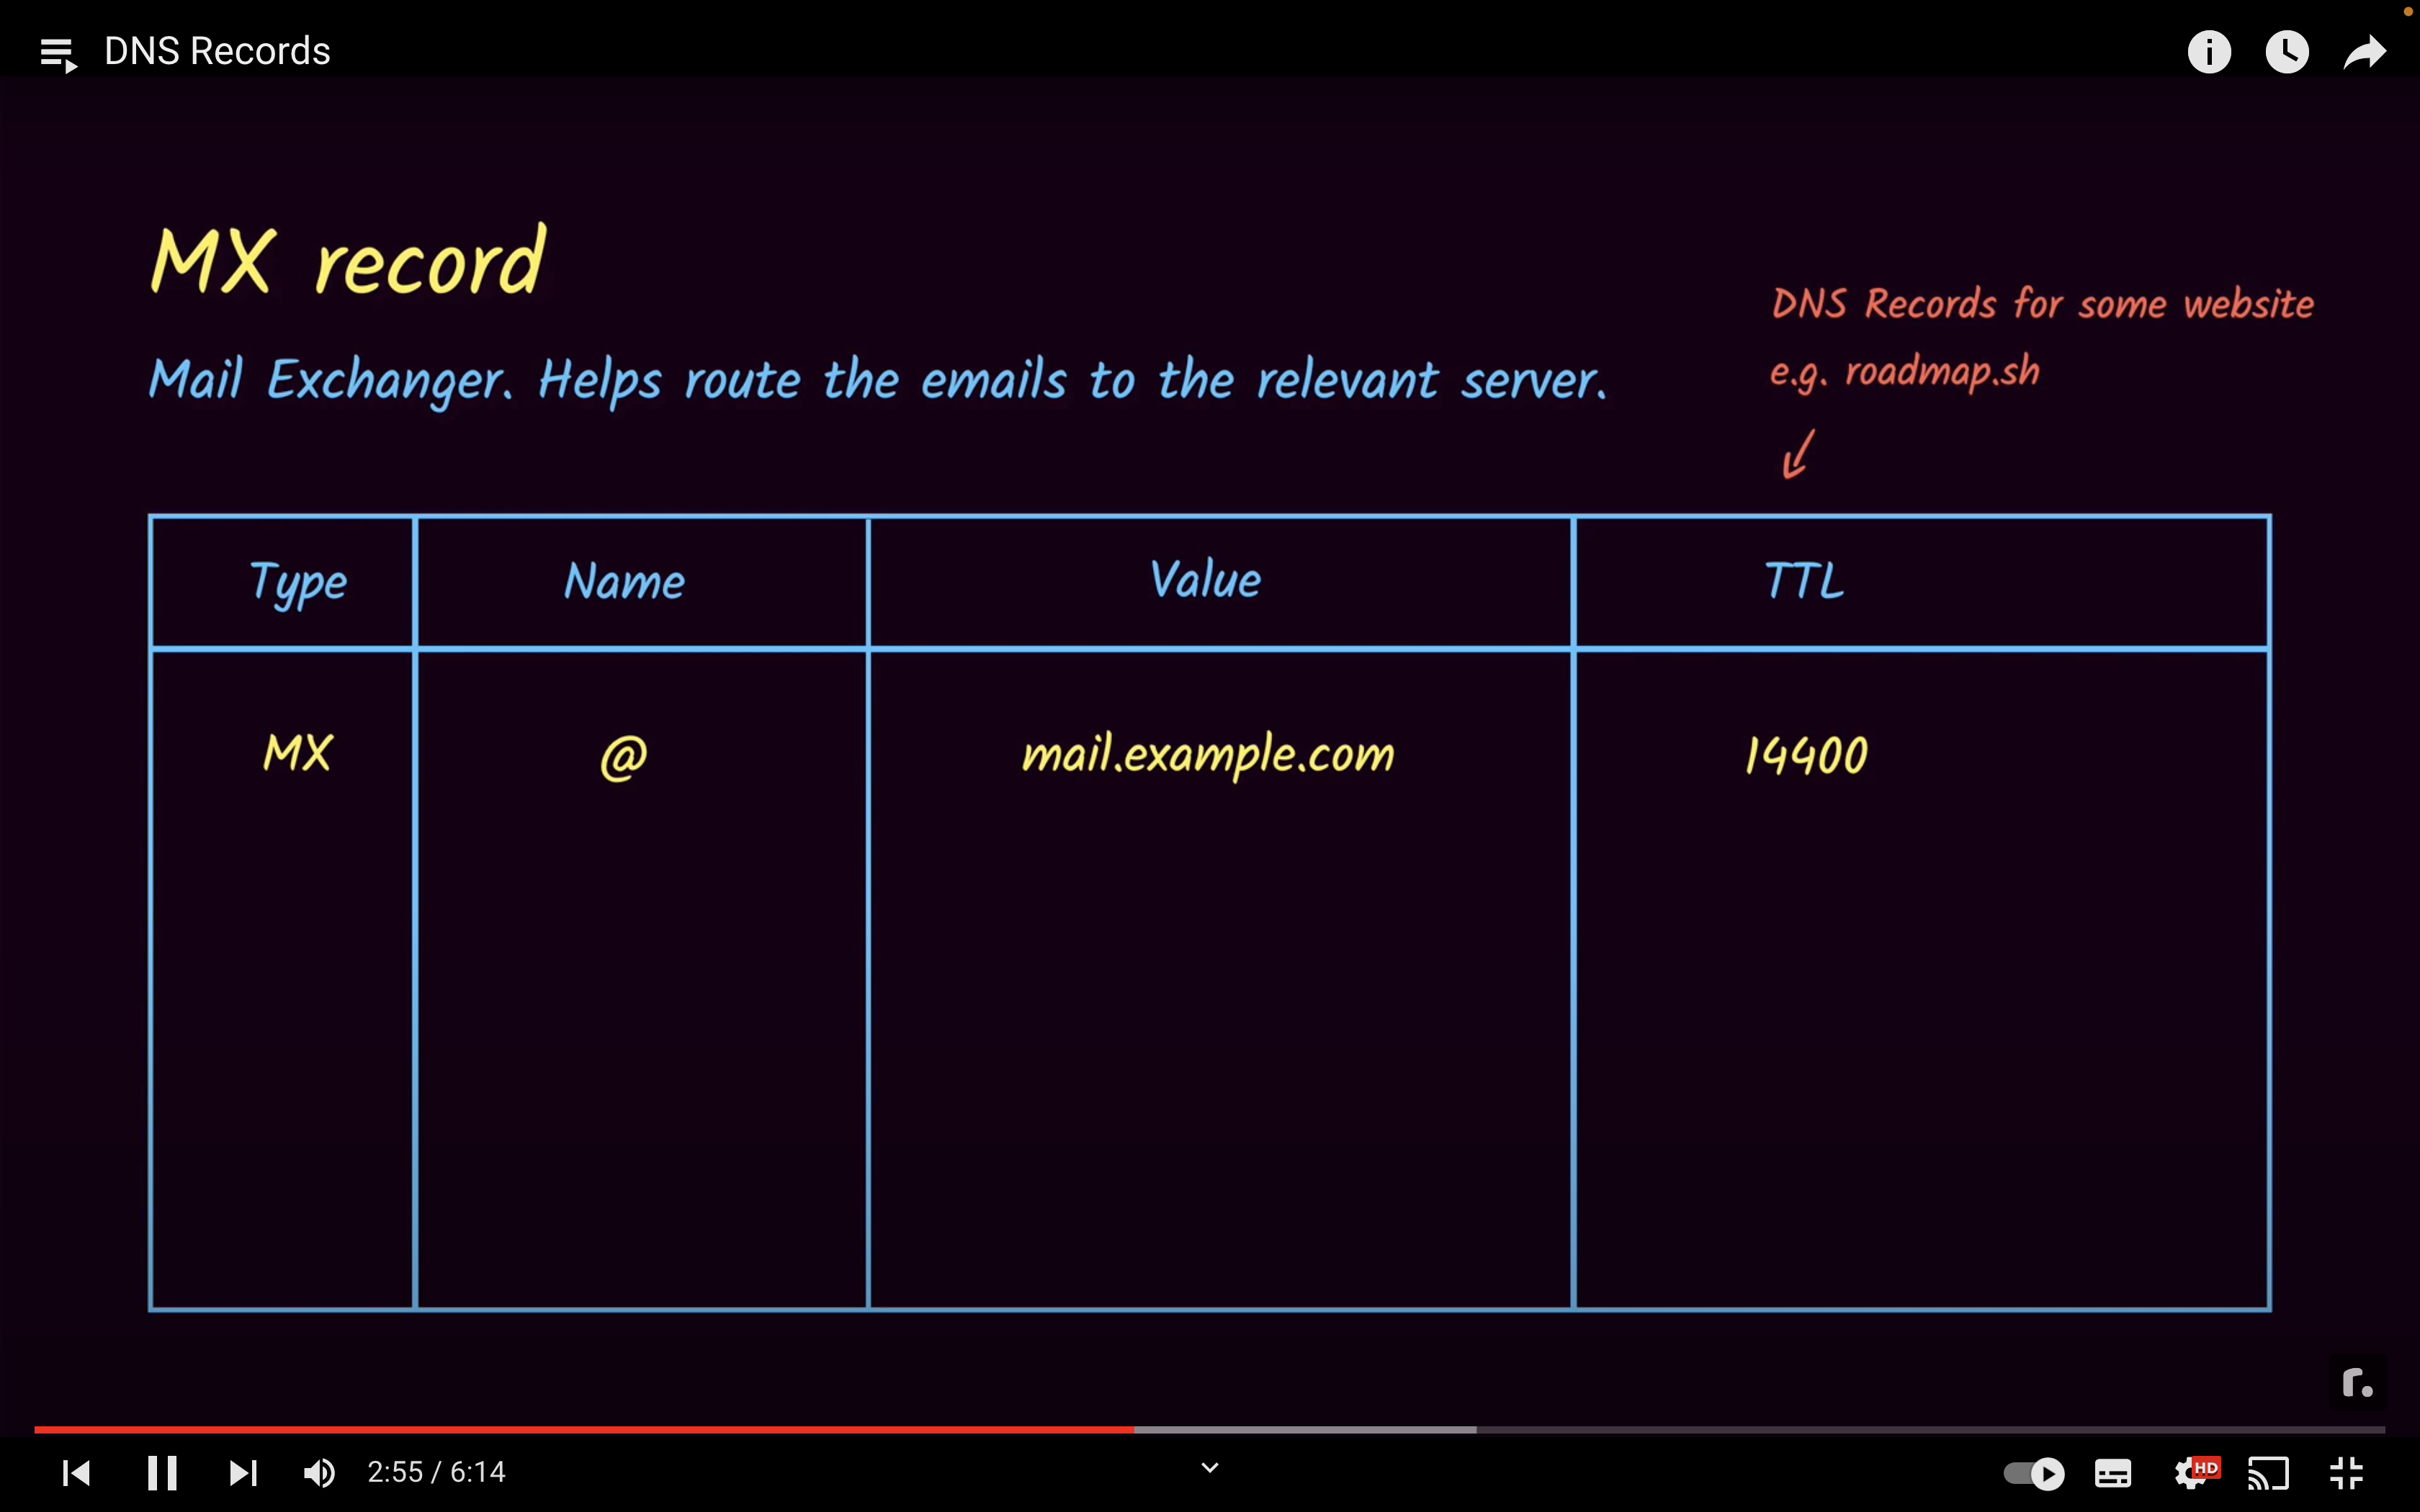 DNS Records
MX record
DNS Records for some website
e.g. roadmap.sh
Mail Exchanger. Helps route the emails to the relevant server.
Type Name Value TTL
MX @ mail.example.com 14400
r.
2:55 / 6:14
HD